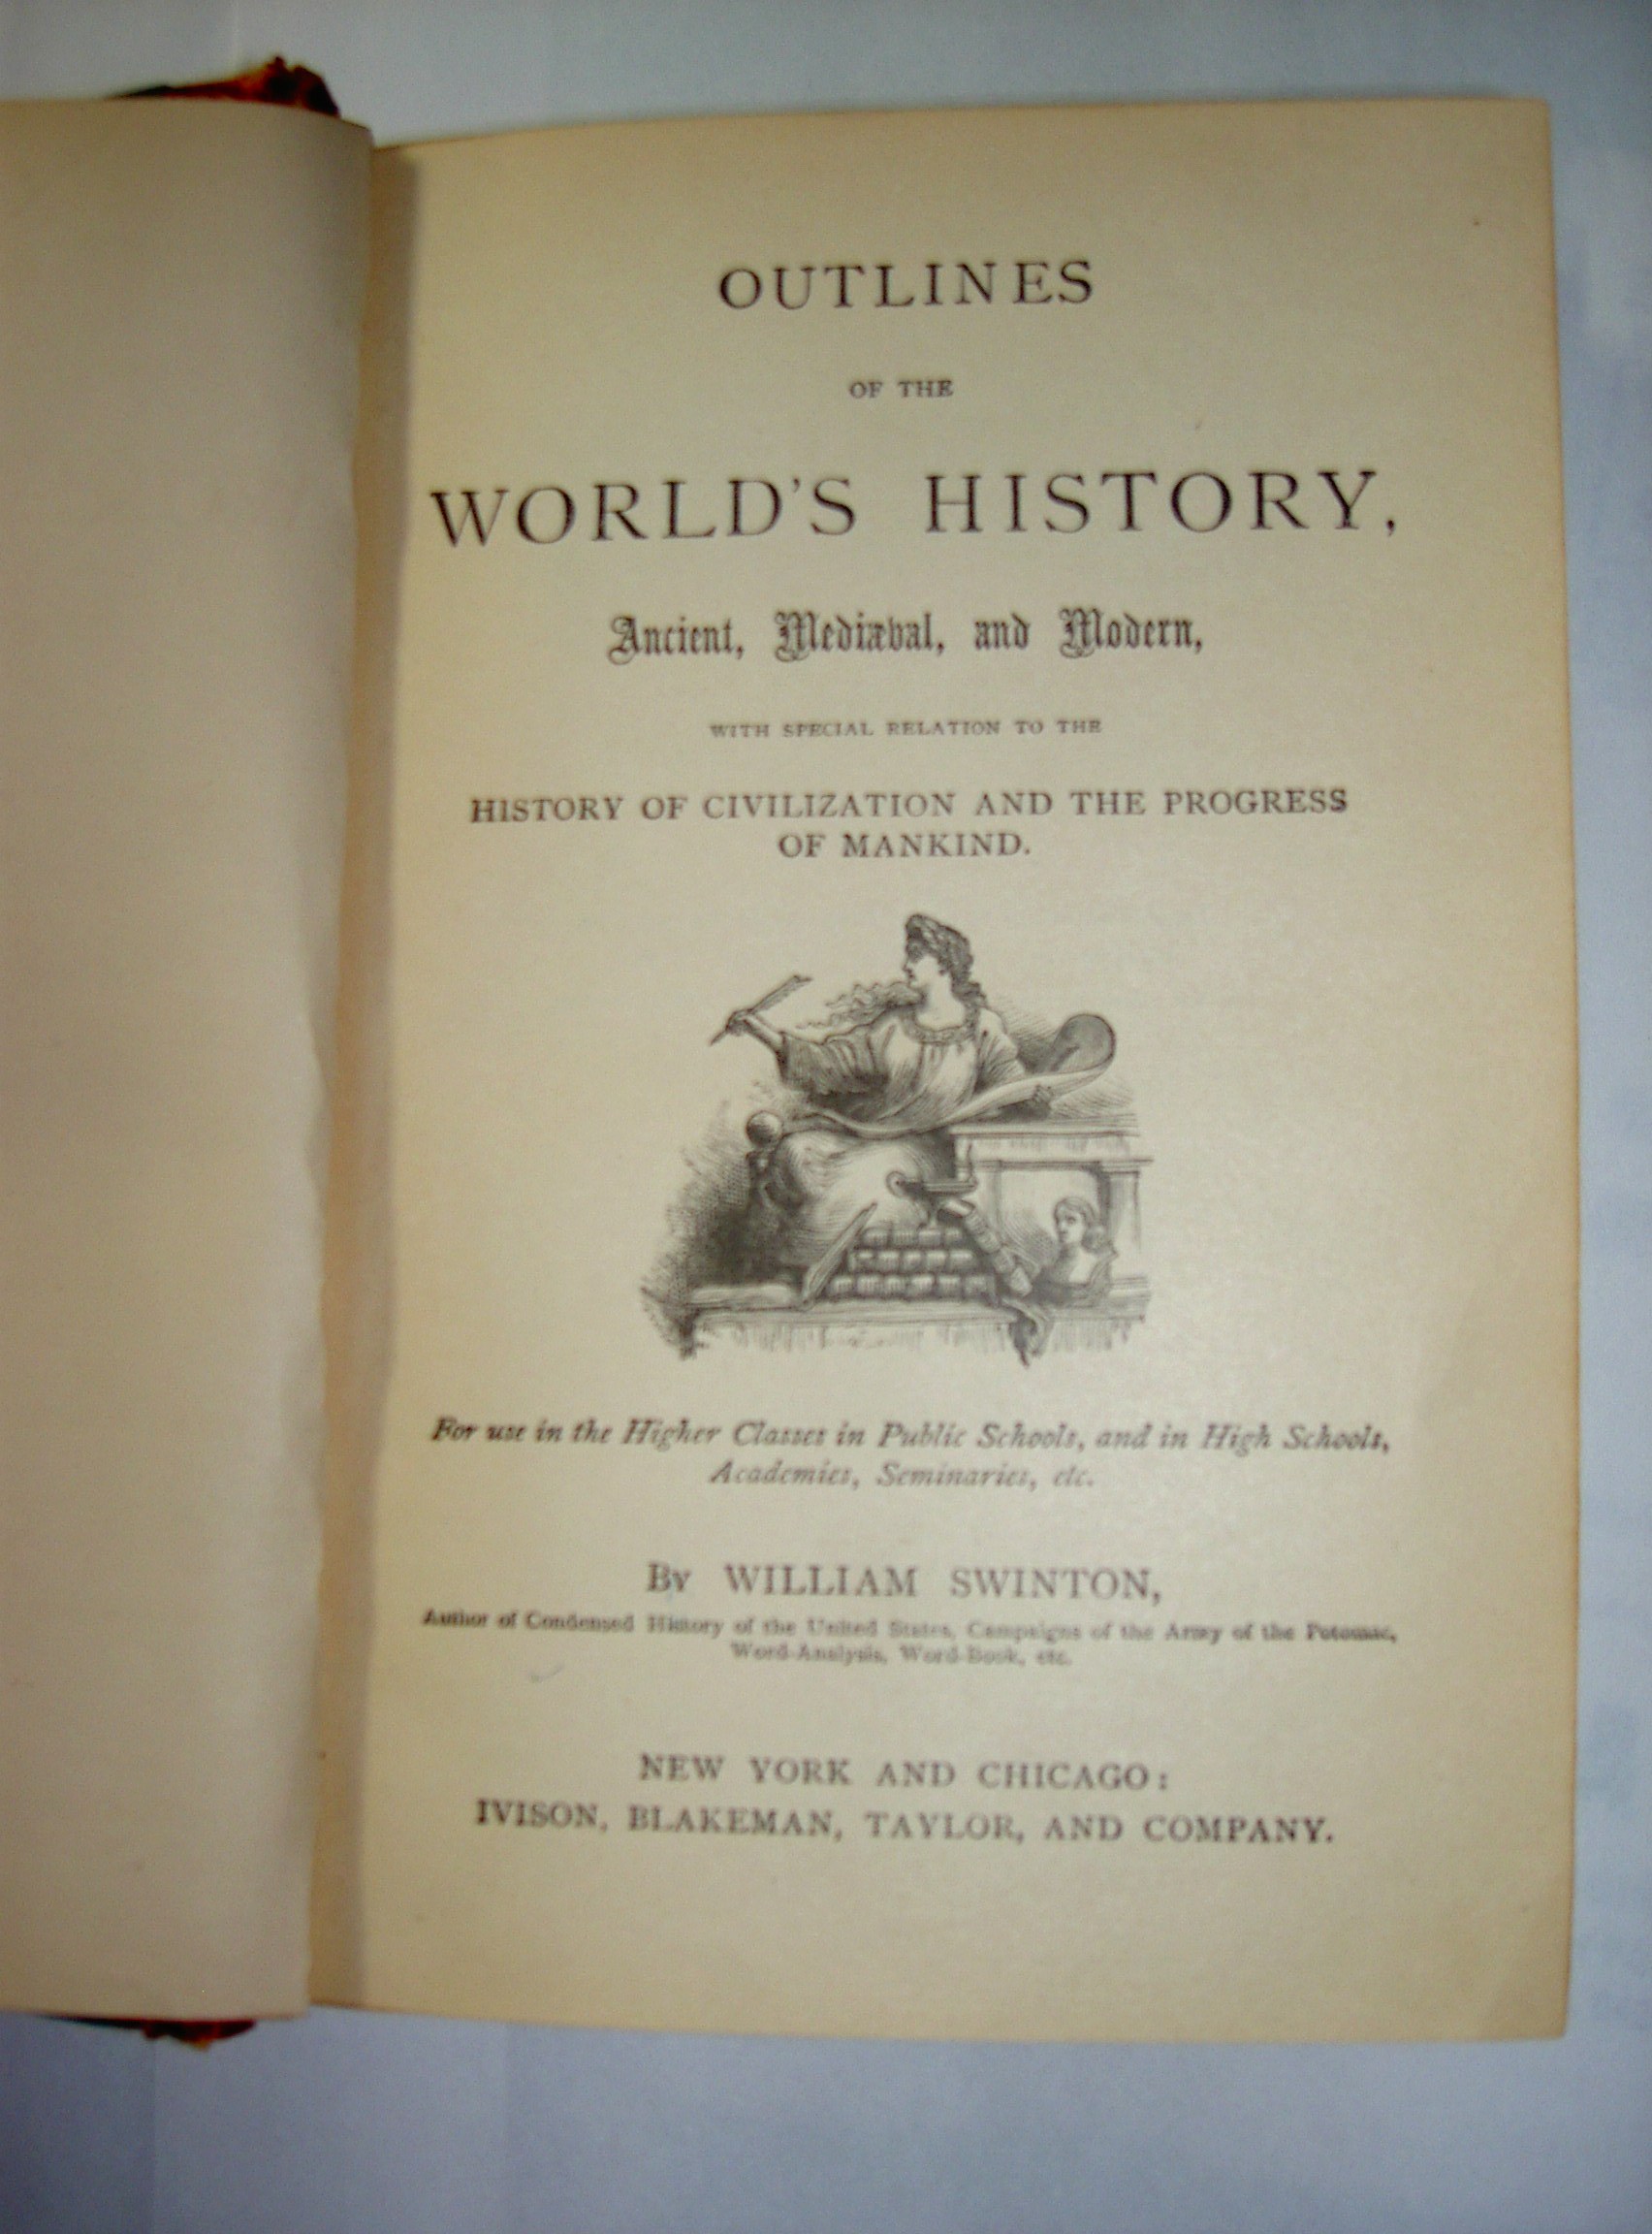 OUTLINES
OF THE
WORLD'S HISTORY,
Ancient, Mediæval, and Modern,
WITH SPECIAL RELATION TO THE
HISTORY OF CIVILIZATION AND THE PROGRESS
OF MANKIND.
For use in the Higher Classes in Public Schools, and in High Schools,
Academies, Seminaries, etc.
By WILLIAM SWINTON,
Author of Condensed History of the United States, Campaigns of the Army of the Potomac,
Word-Analysis, Word-Book, etc.
NEW YORK AND CHICAGO:
IVISON, BLAKEMAN, TAYLOR, AND COMPANY.